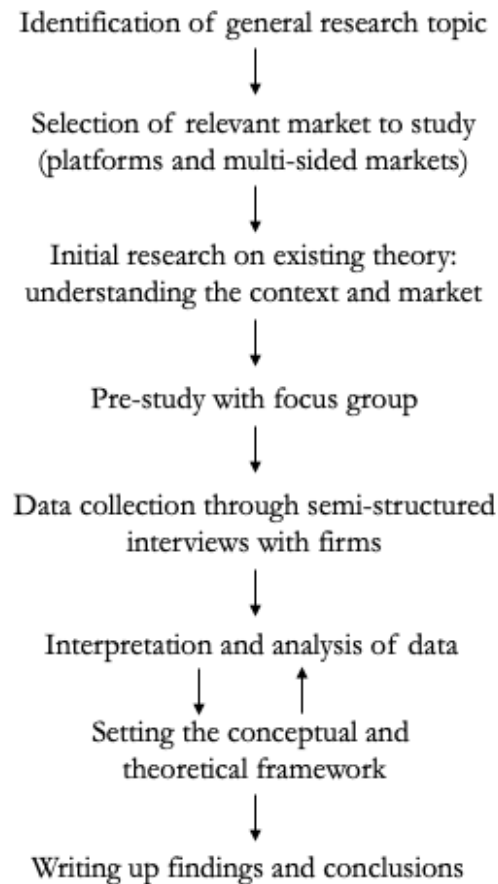 Identification of general research topic
Selection of relevant market to study
(platforms and multi-sided markets)
Initial research on existing theory:
understanding the context and market
Pre-study with focus group
Data collection through semi-structured
interviews with firms
Interpretation and analysis of data
Setting the conceptual and
theoretical framework
Writing up findings and conclusions